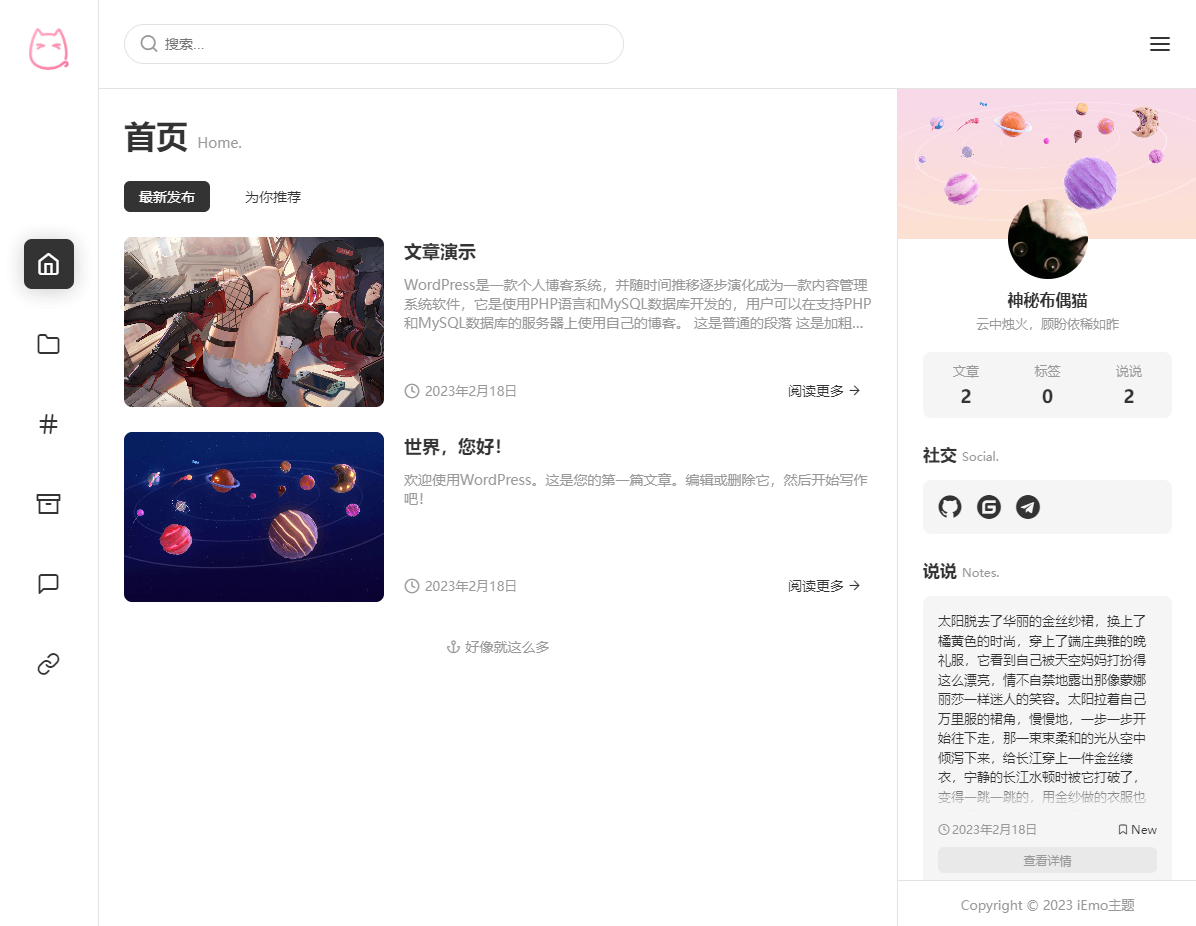 搜索...
首页 Home.
最新发布
为你推荐
文章演示
WordPress是一款个人博客系统，并随时间推移逐步演化成为一款内容管理
系统软件，它是使用PHP语言和MySQL数据库开发的，用户可以在支持PHP
和MySQL数据库的服务器上使用自己的博客。 这是普通的段落 这是加粗...
2023年2月18日
阅读更多
世界，您好！
欢迎使用WordPress。这是您的第一篇文章。编辑或删除它，然后开始写作
吧！
2023年2月18日
阅读更多
好像就这么多
神秘布偶猫
云中烛火，顾盼依稀如昨
文章 标签 说说
2 0 2
社交 Social.
说说 Notes.
太阳脱去了华丽的金丝纱裙，换上了
橘黄色的时尚，穿上了端庄典雅的晚
礼服，它看到自己被天空妈妈打扮得
这么漂亮，情不自禁地露出那像蒙娜
丽莎一样迷人的笑容。太阳拉着自己
万里服的裙角，慢慢地，一步一步开
始往下走，那一束束柔和的光从空中
倾泻下来，给长江穿上一件金丝缕
衣，宁静的长江水顿时被它打破了，
变得一跳一跳的，用金纱做的衣服也
2023年2月18日
New
查看详情
Copyright © 2023 iEmo主题